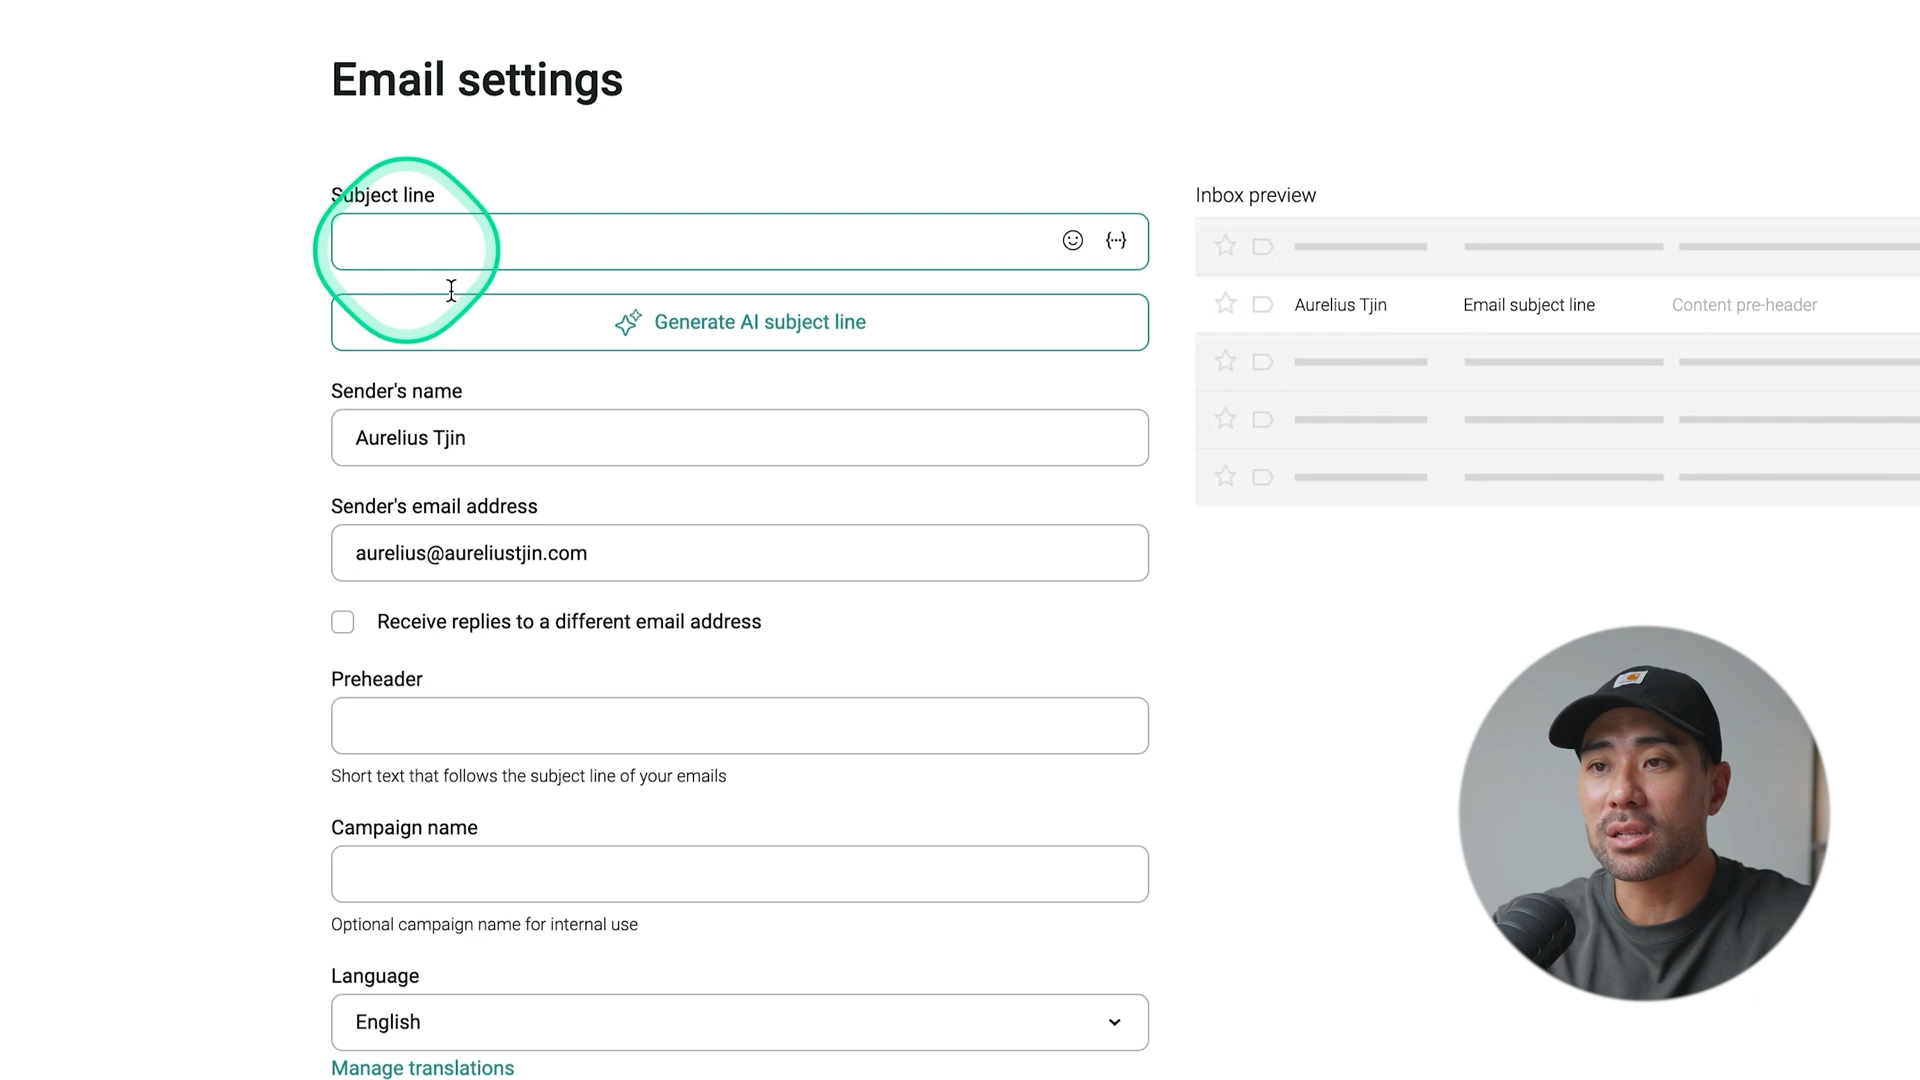 Email settings
Subject line
{...}
Generate AI subject line
Sender's name
Aurelius Tjin
Sender's email address
aurelius@aureliustjin.com
Receive replies to a different email address
Preheader
Short text that follows the subject line of your emails
Campaign name
Optional campaign name for internal use
Language
English
Manage translations
Inbox preview
Aurelius Tjin Email subject line Content pre-header